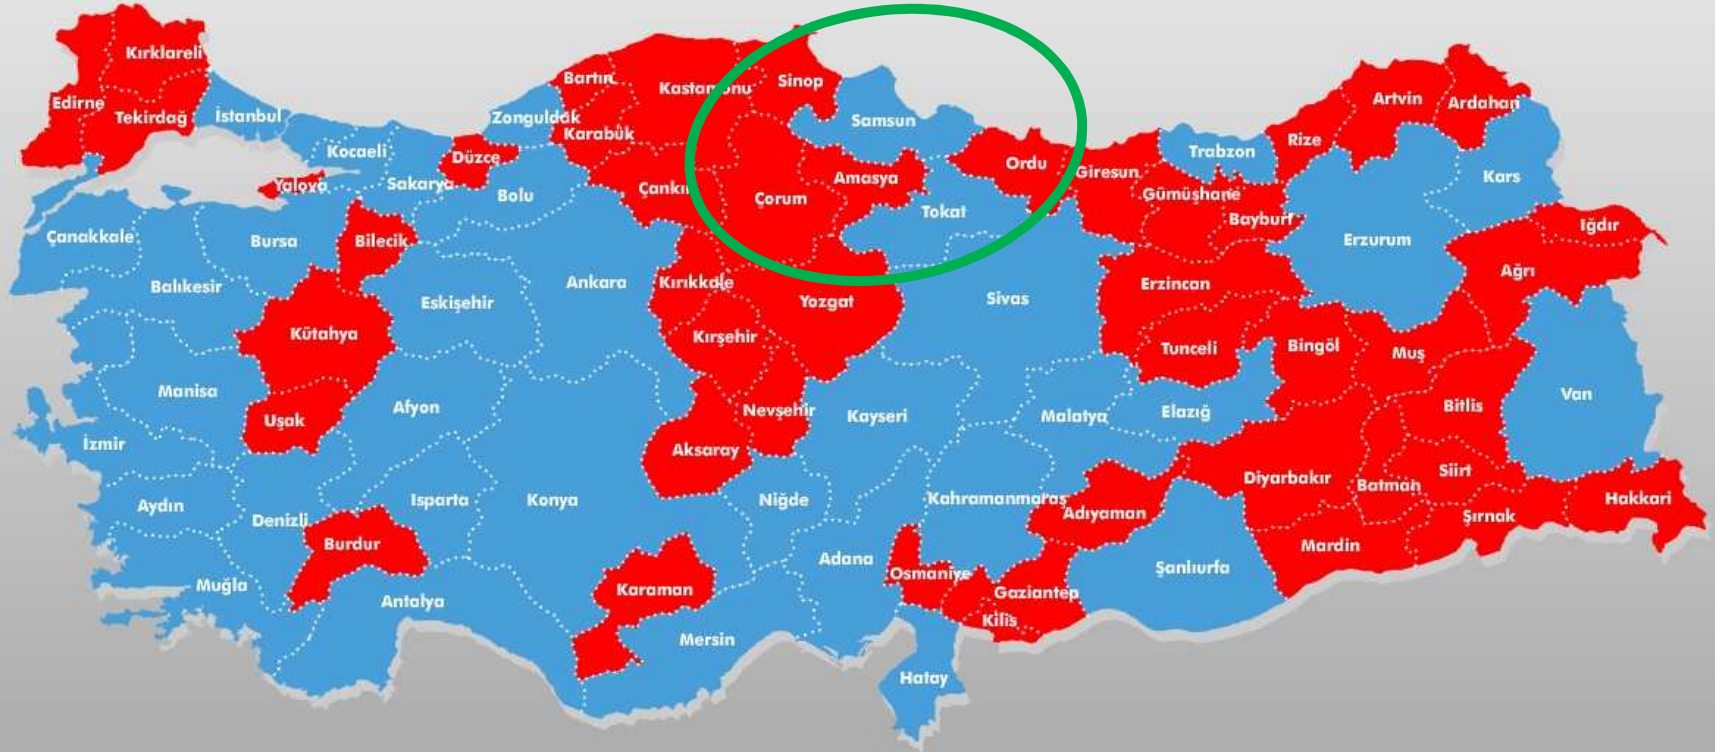 Kırklareli
Edirne
Tekirdağ
İstanbul
Kocaeli
Yalova
Sakarya
Düzce
Bolu
Zonguldak
Bartın
Karabük
Kastamonu
Çankırı
Sinop
Samsun
Çorum
Amasya
Tokat
Ordu
Giresun
Gümüşhane
Bayburt
Trabzon
Rize
Artvin
Ardahan
Kars
Iğdır
Ağrı
Erzurum
Erzincan
Çanakkale
Balıkesir
Bursa
Bilecik
Kütahya
Eskişehir
Ankara
Kırıkkale
Kırşehir
Yozgat
Sivas
Tunceli
Bingöl
Muş
Bitlis
Van
Manisa
Uşak
Afyon
Aksaray
Nevşehir
Kayseri
Malatya
Elazığ
İzmir
Aydın
Denizli
Isparta
Konya
Niğde
Kahramanmaraş
Adıyaman
Diyarbakır
Batman
Siirt
Şırnak
Hakkari
Mardin
Muğla
Burdur
Antalya
Karaman
Mersin
Adana
Osmaniye
Gaziantep
Kilis
Şanlıurfa
Hatay